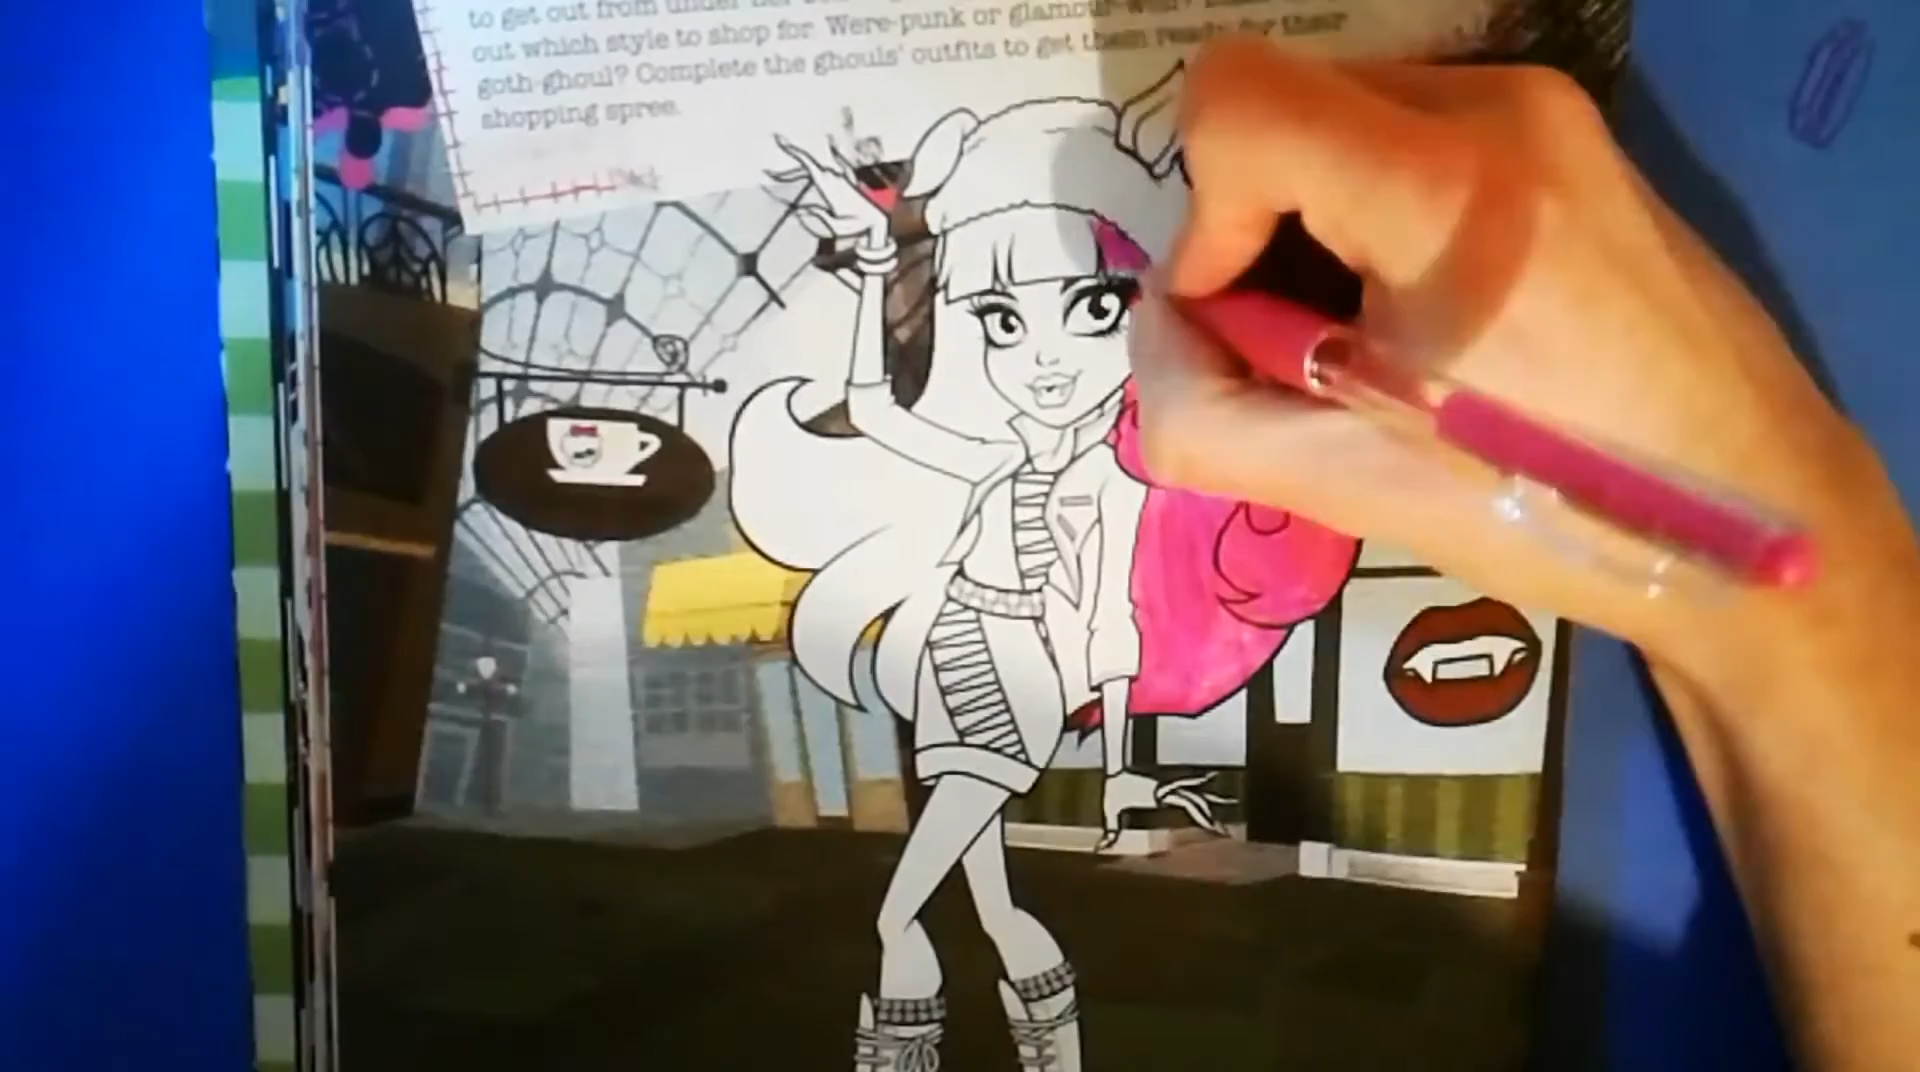 to get out from under her
out which style to shop for. Were-punk or glamour-
goth-ghoul? Complete the ghouls' outfits to get them ready for their
shopping spree.